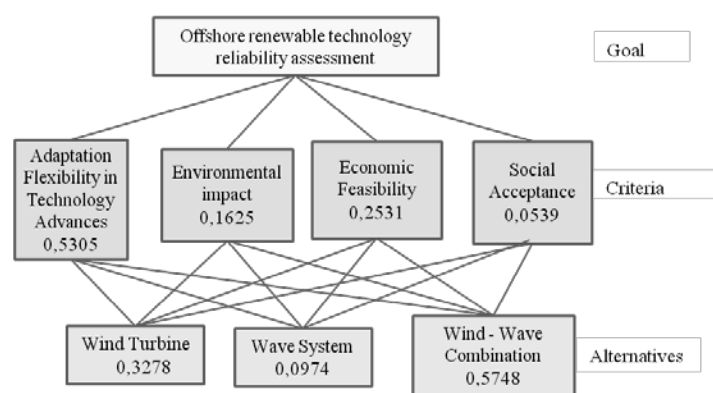 Offshore renewable technology
reliability assessment
Goal
Adaptation
Flexibility in
Technology
Advances
0,5305
Environmental
impact
0,1625
Economic
Feasibility
0,2531
Social
Acceptance
0,0539
Criteria
Wind Turbine
0,3278
Wave System
0,0974
Wind - Wave
Combination
0,5748
Alternatives